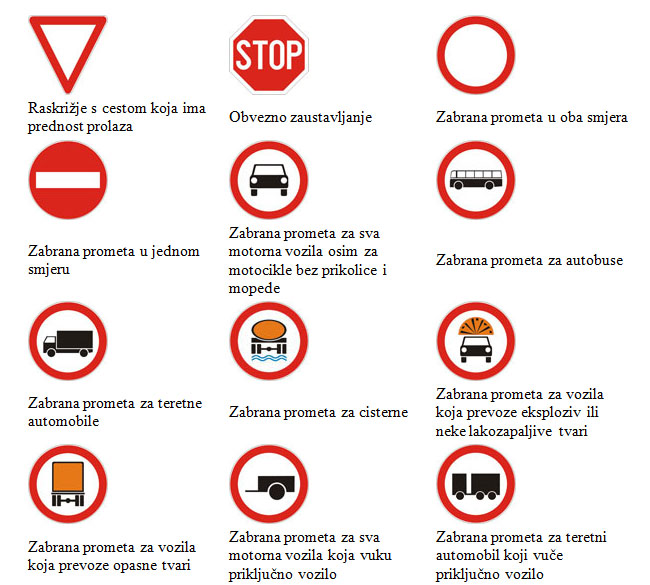 STOP
Raskrižje s cestom koja ima
prednost prolaza
Obvezno zaustavljanje
Zabrana prometa u oba smjera
Zabrana prometa u jednom
smjeru
Zabrana prometa za sva
motorna vozila osim za
motocikle bez prikolice i
mopede
Zabrana prometa za autobuse
Zabrana prometa za teretne
automobile
Zabrana prometa za cisterne
Zabrana prometa za vozila
koja prevoze eksploziv ili
neke lakozapaljive tvari
Zabrana prometa za vozila
koja prevoze opasne tvari
Zabrana prometa za sva
motorna vozila koja vuku
priključno vozilo
Zabrana prometa za teretni
automobil koji vuče
priključno vozilo